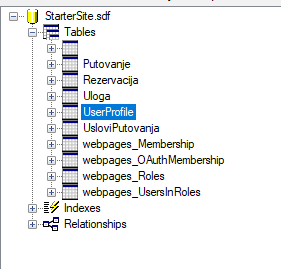 StarterSite.sdf
Tables
Putovanje
Rezervacija
Uloga
UserProfile
UsloviPutovanja
webpages_Membership
webpages_OAuthMembership
webpages_Roles
webpages_UsersInRoles
Indexes
Relationships